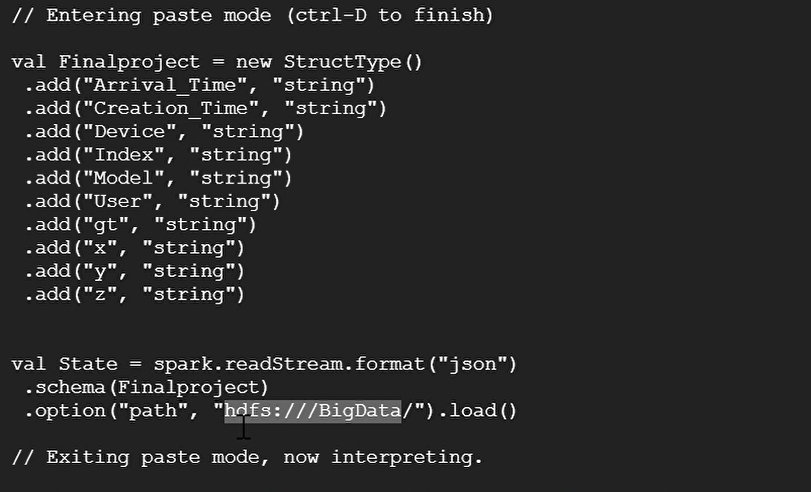 // Entering paste mode (ctrl-D to finish)
val Finalproject = new StructType()
.add("Arrival_Time", "string")
.add("Creation_Time", "string")
.add("Device", "string")
.add("Index", "string")
.add("Model", "string")
.add("User", "string")
.add("gt", "string")
.add("x", "string")
.add("y", "string")
.add("z", "string")
val State = spark.readStream.format("json")
.schema(Finalproject)
.option("path", "hdfs:///BigData/").load()
// Exiting paste mode, now interpreting.